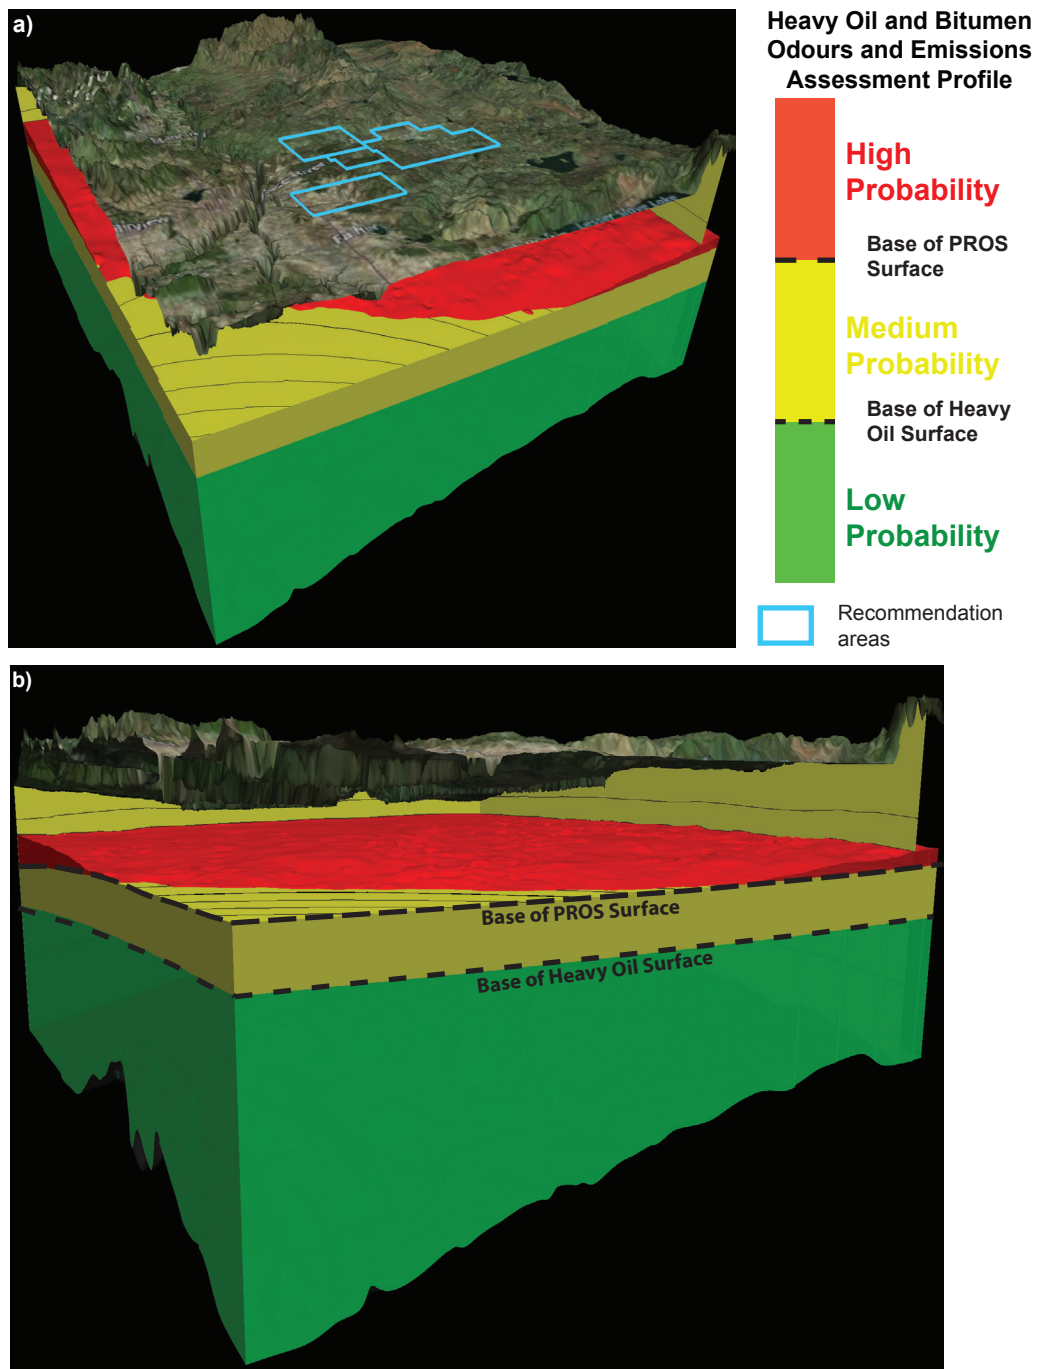 a)
Heavy Oil and Bitumen
Odours and Emissions
Assessment Profile
High
Probability
Base of PROS
Surface
Medium
Probability
Base of Heavy
Oil Surface
Low
Probability
Recommendation
areas
b)
Base of PROS Surface
Base of Heavy Oil Surface